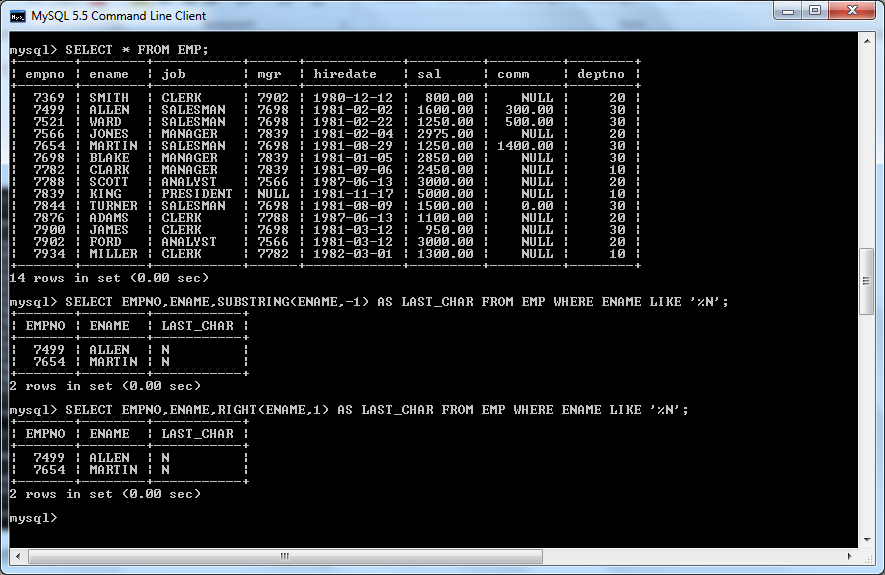 MySQL 5.5 Command Line Client
mysql> SELECT * FROM EMP;
+-------+--------+-----------+------+------------+---------+---------+--------+
| empno | ename  | job       | mgr  | hiredate   | sal     | comm    | deptno |
+-------+--------+-----------+------+------------+---------+---------+--------+
|  7369 | SMITH  | CLERK     | 7902 | 1980-12-12 |  800.00 |    NULL |     20 |
|  7499 | ALLEN  | SALESMAN  | 7698 | 1981-02-02 | 1600.00 |  300.00 |     30 |
|  7521 | WARD   | SALESMAN  | 7698 | 1981-02-22 | 1250.00 |  500.00 |     30 |
|  7566 | JONES  | MANAGER   | 7839 | 1981-02-04 | 2975.00 |    NULL |     20 |
|  7654 | MARTIN | SALESMAN  | 7698 | 1981-08-29 | 1250.00 | 1400.00 |     30 |
|  7698 | BLAKE  | MANAGER   | 7839 | 1981-01-05 | 2850.00 |    NULL |     30 |
|  7782 | CLARK  | MANAGER   | 7839 | 1981-09-06 | 2450.00 |    NULL |     10 |
|  7788 | SCOTT  | ANALYST   | 7566 | 1987-06-13 | 3000.00 |    NULL |     20 |
|  7839 | KING   | PRESIDENT | NULL | 1981-11-17 | 5000.00 |    NULL |     10 |
|  7844 | TURNER | SALESMAN  | 7698 | 1981-08-09 | 1500.00 |    0.00 |     30 |
|  7876 | ADAMS  | CLERK     | 7788 | 1987-06-13 | 1100.00 |    NULL |     20 |
|  7900 | JAMES  | CLERK     | 7698 | 1981-03-12 |  950.00 |    NULL |     30 |
|  7902 | FORD   | ANALYST   | 7566 | 1981-03-12 | 3000.00 |    NULL |     20 |
|  7934 | MILLER | CLERK     | 7782 | 1982-03-01 | 1300.00 |    NULL |     10 |
+-------+--------+-----------+------+------------+---------+---------+--------+
14 rows in set (0.00 sec)
mysql> SELECT EMPNO,ENAME,SUBSTRING(ENAME,-1) AS LAST_CHAR FROM EMP WHERE ENAME LIKE '%N';
+-------+--------+-----------+
| EMPNO | ENAME  | LAST_CHAR |
+-------+--------+-----------+
|  7499 | ALLEN  | N         |
|  7654 | MARTIN | N         |
+-------+--------+-----------+
2 rows in set (0.00 sec)
mysql> SELECT EMPNO,ENAME,RIGHT(ENAME,1) AS LAST_CHAR FROM EMP WHERE ENAME LIKE '%N';
+-------+--------+-----------+
| EMPNO | ENAME  | LAST_CHAR |
+-------+--------+-----------+
|  7499 | ALLEN  | N         |
|  7654 | MARTIN | N         |
+-------+--------+-----------+
2 rows in set (0.00 sec)
mysql>